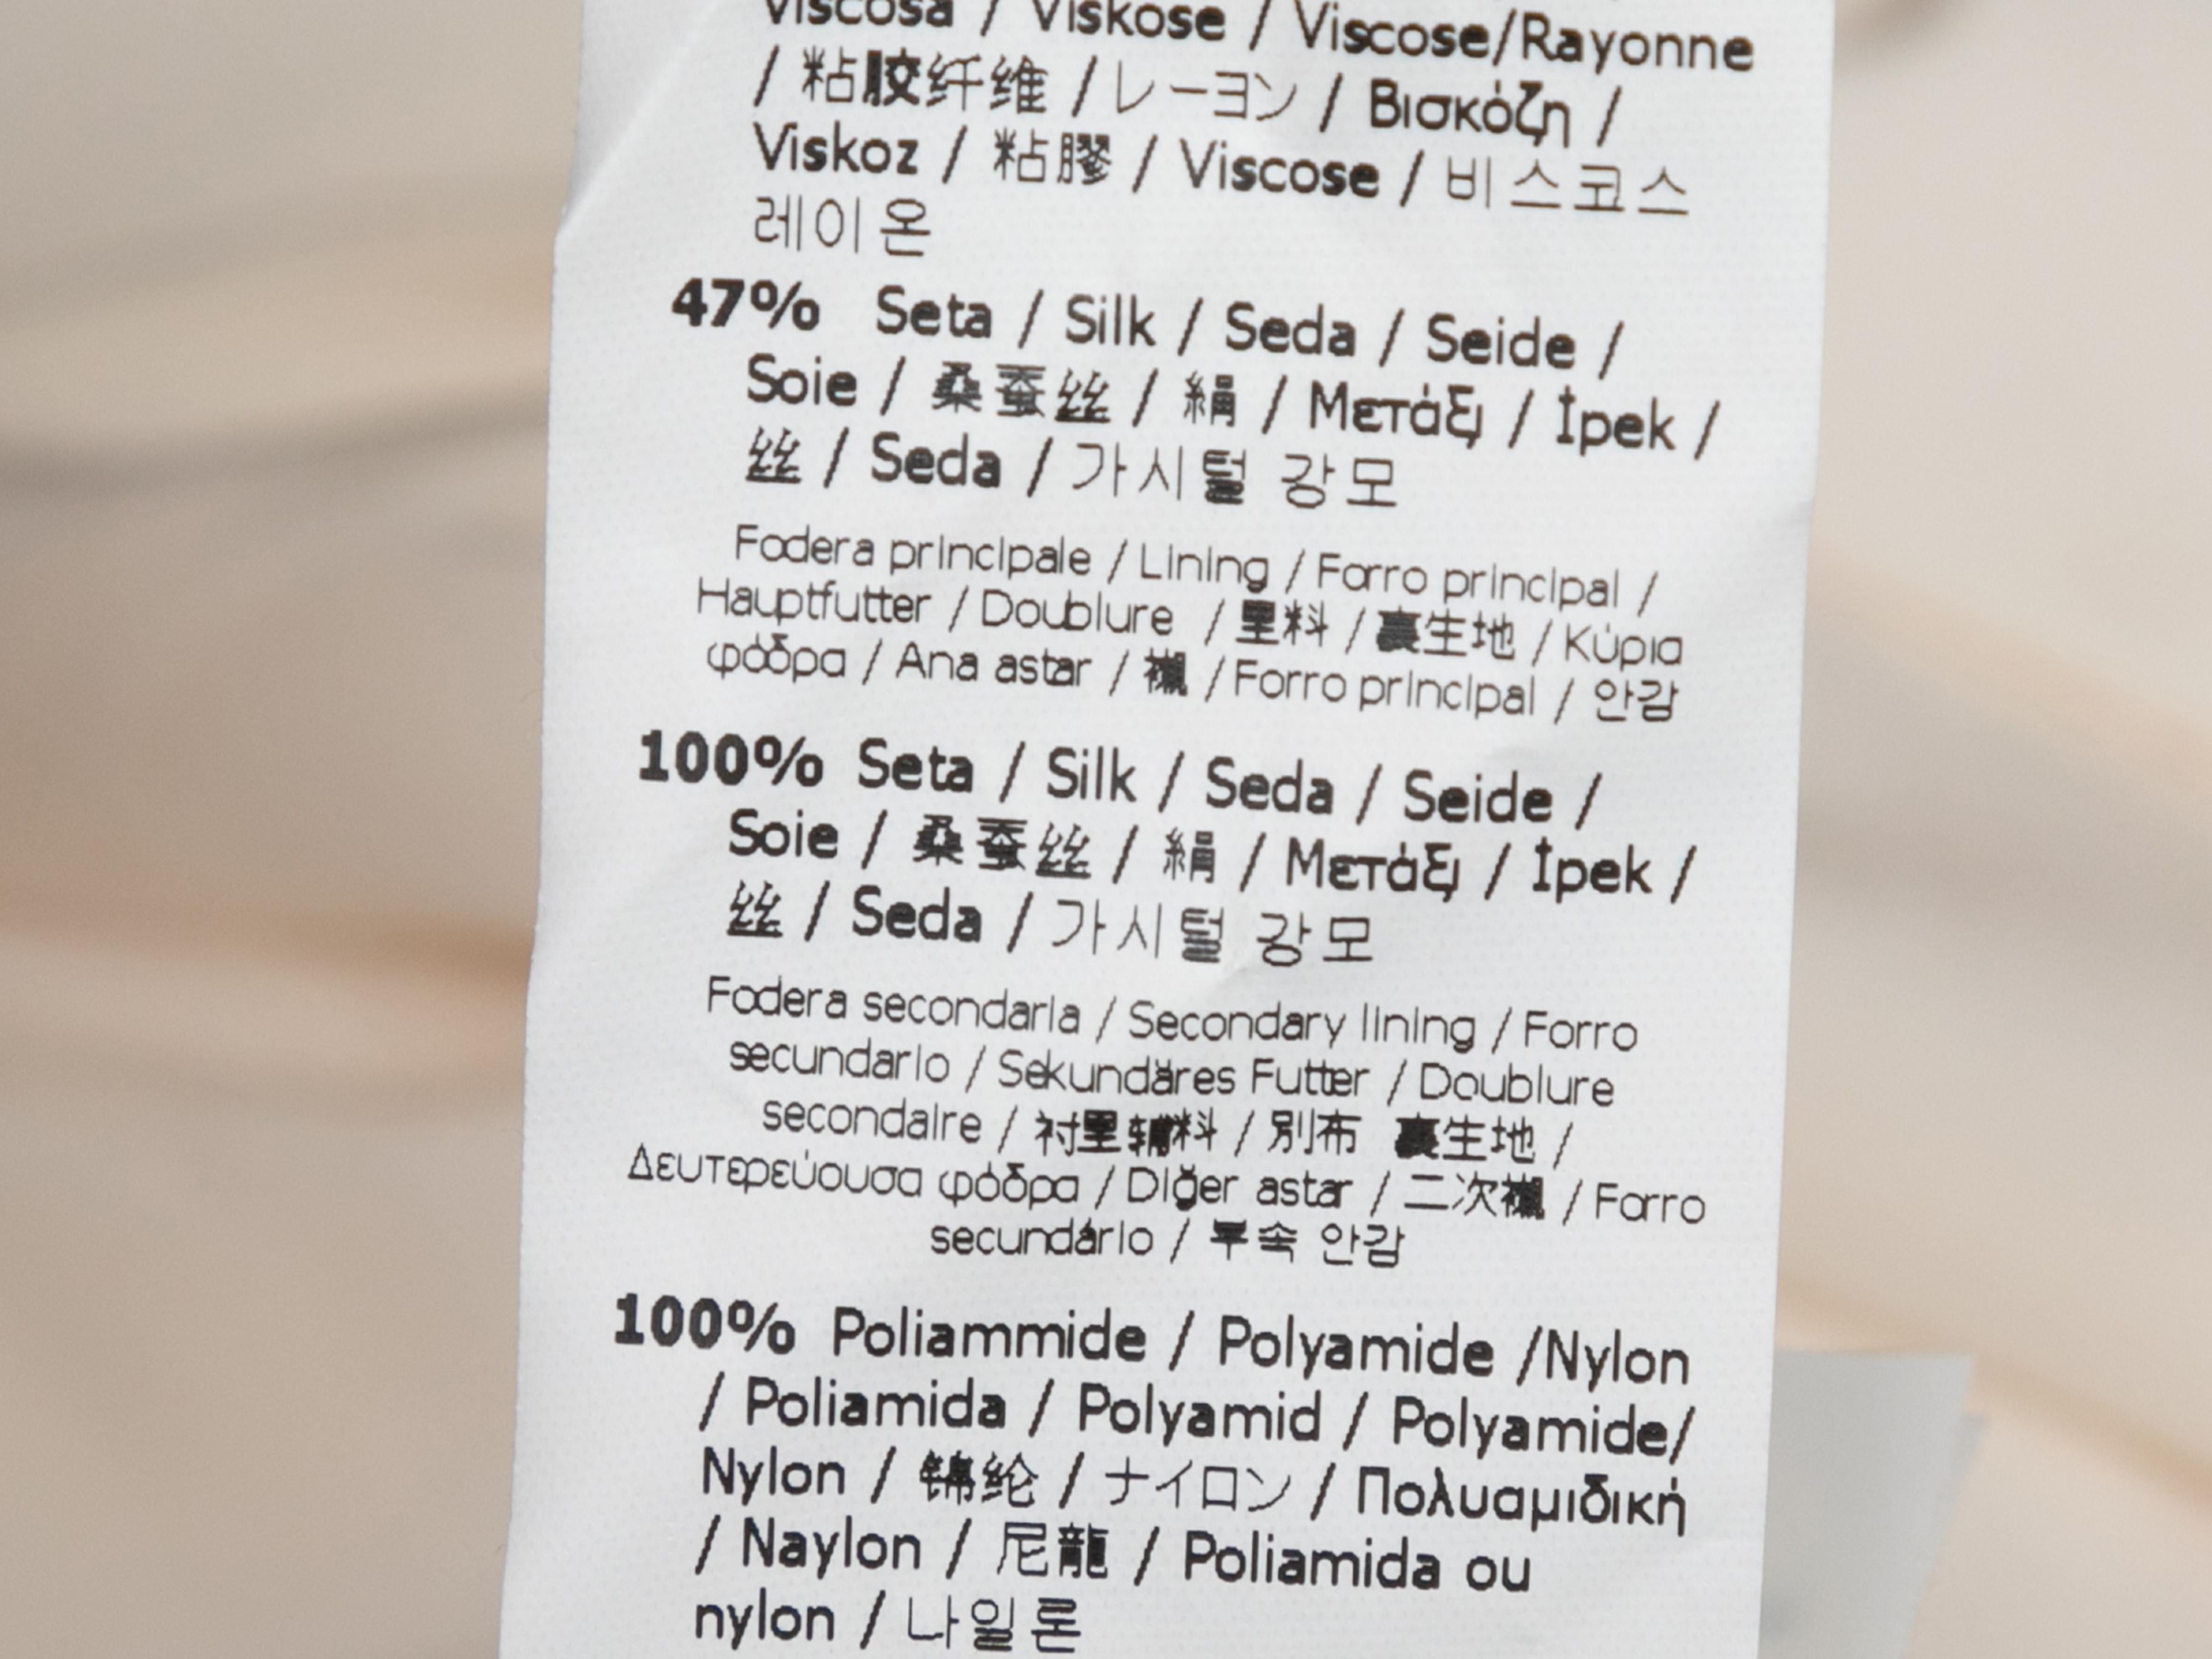 Viscosa / Viskose / Viscose/Rayonne
/ 粘胶纤维 / レーヨン / Βισκόζη /
Viskoz / 粘膠 / Viscose / 비스코스
레이온
47% Seta / Silk / Seda / Seide /
Soie / 桑蚕丝 / 絹 / Μετάξι / İpek /
丝 / Seda / 가시털 강모
Fodera principale / Lining / Forro principal /
Hauptfutter / Doublure / 里料 / 裏生地 / Κύρια
φόδρα / Ana astar / 襯 / Forro principal / 안감
100% Seta / Silk / Seda / Seide /
Soie / 桑蚕丝 / 絹 / Μετάξι / İpek /
丝 / Seda / 가시털 강모
Fodera secondaria / Secondary lining / Forro
secundario / Sekundäres Futter / Doublure
secondaire / 衬里辅料 / 別布 裏生地 /
Δευτερεύουσα φόδρα / Diğer astar / 二次襯 / Forro
secundário / 부속 안감
100% Poliammide / Polyamide /Nylon
/ Poliamida / Polyamid / Polyamide/
Nylon / 锦纶 / ナイロン / Πολυαμιδική
/ Naylon / 尼龍 / Poliamida ou
nylon / 나일론